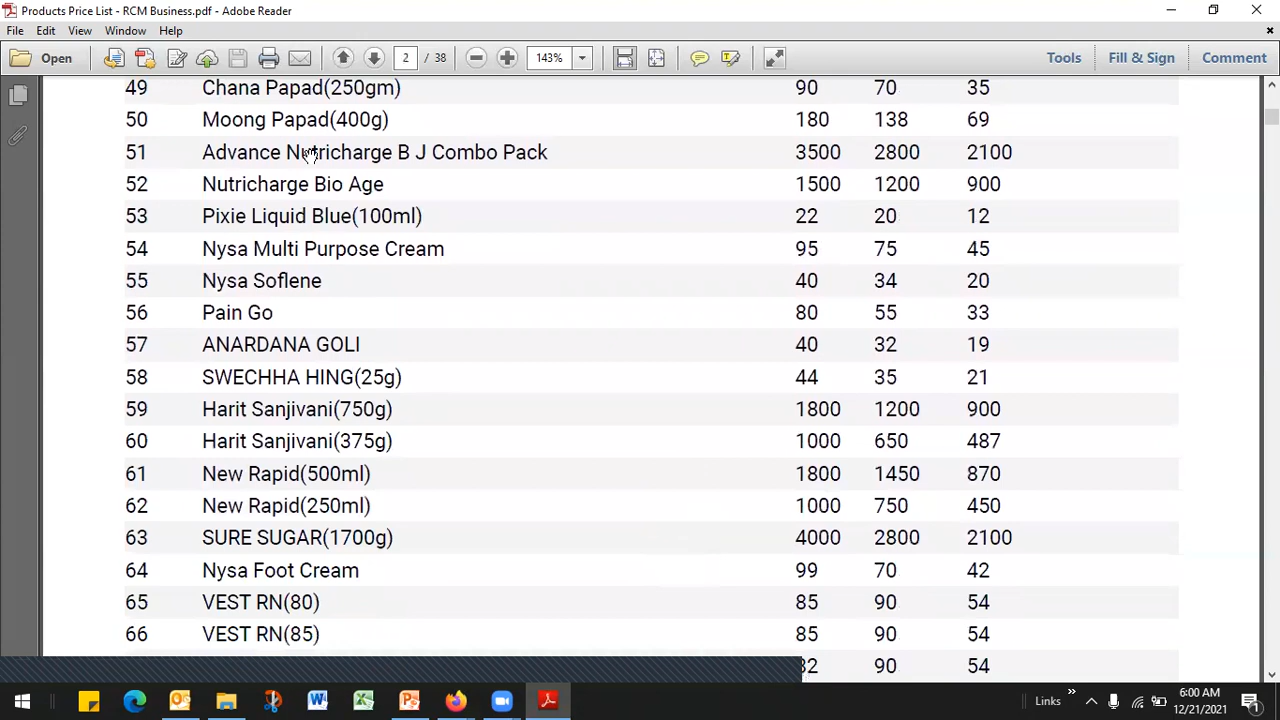 Products Price List - RCM Business.pdf - Adobe Reader
File Edit View Window Help
Open 2 / 38 143% Tools Fill & Sign Comment
49 Chana Papad(250gm) 90 70 35
50 Moong Papad(400g) 180 138 69
51 Advance Nutricharge B J Combo Pack 3500 2800 2100
52 Nutricharge Bio Age 1500 1200 900
53 Pixie Liquid Blue(100ml) 22 20 12
54 Nysa Multi Purpose Cream 95 75 45
55 Nysa Soflene 40 34 20
56 Pain Go 80 55 33
57 ANARDANA GOLI 40 32 19
58 SWECHHA HING(25g) 44 35 21
59 Harit Sanjivani(750g) 1800 1200 900
60 Harit Sanjivani(375g) 1000 650 487
61 New Rapid(500ml) 1800 1450 870
62 New Rapid(250ml) 1000 750 450
63 SURE SUGAR(1700g) 4000 2800 2100
64 Nysa Foot Cream 99 70 42
65 VEST RN(80) 85 90 54
66 VEST RN(85) 85 90 54
90 54
Links » 6:00 AM
12/21/2021